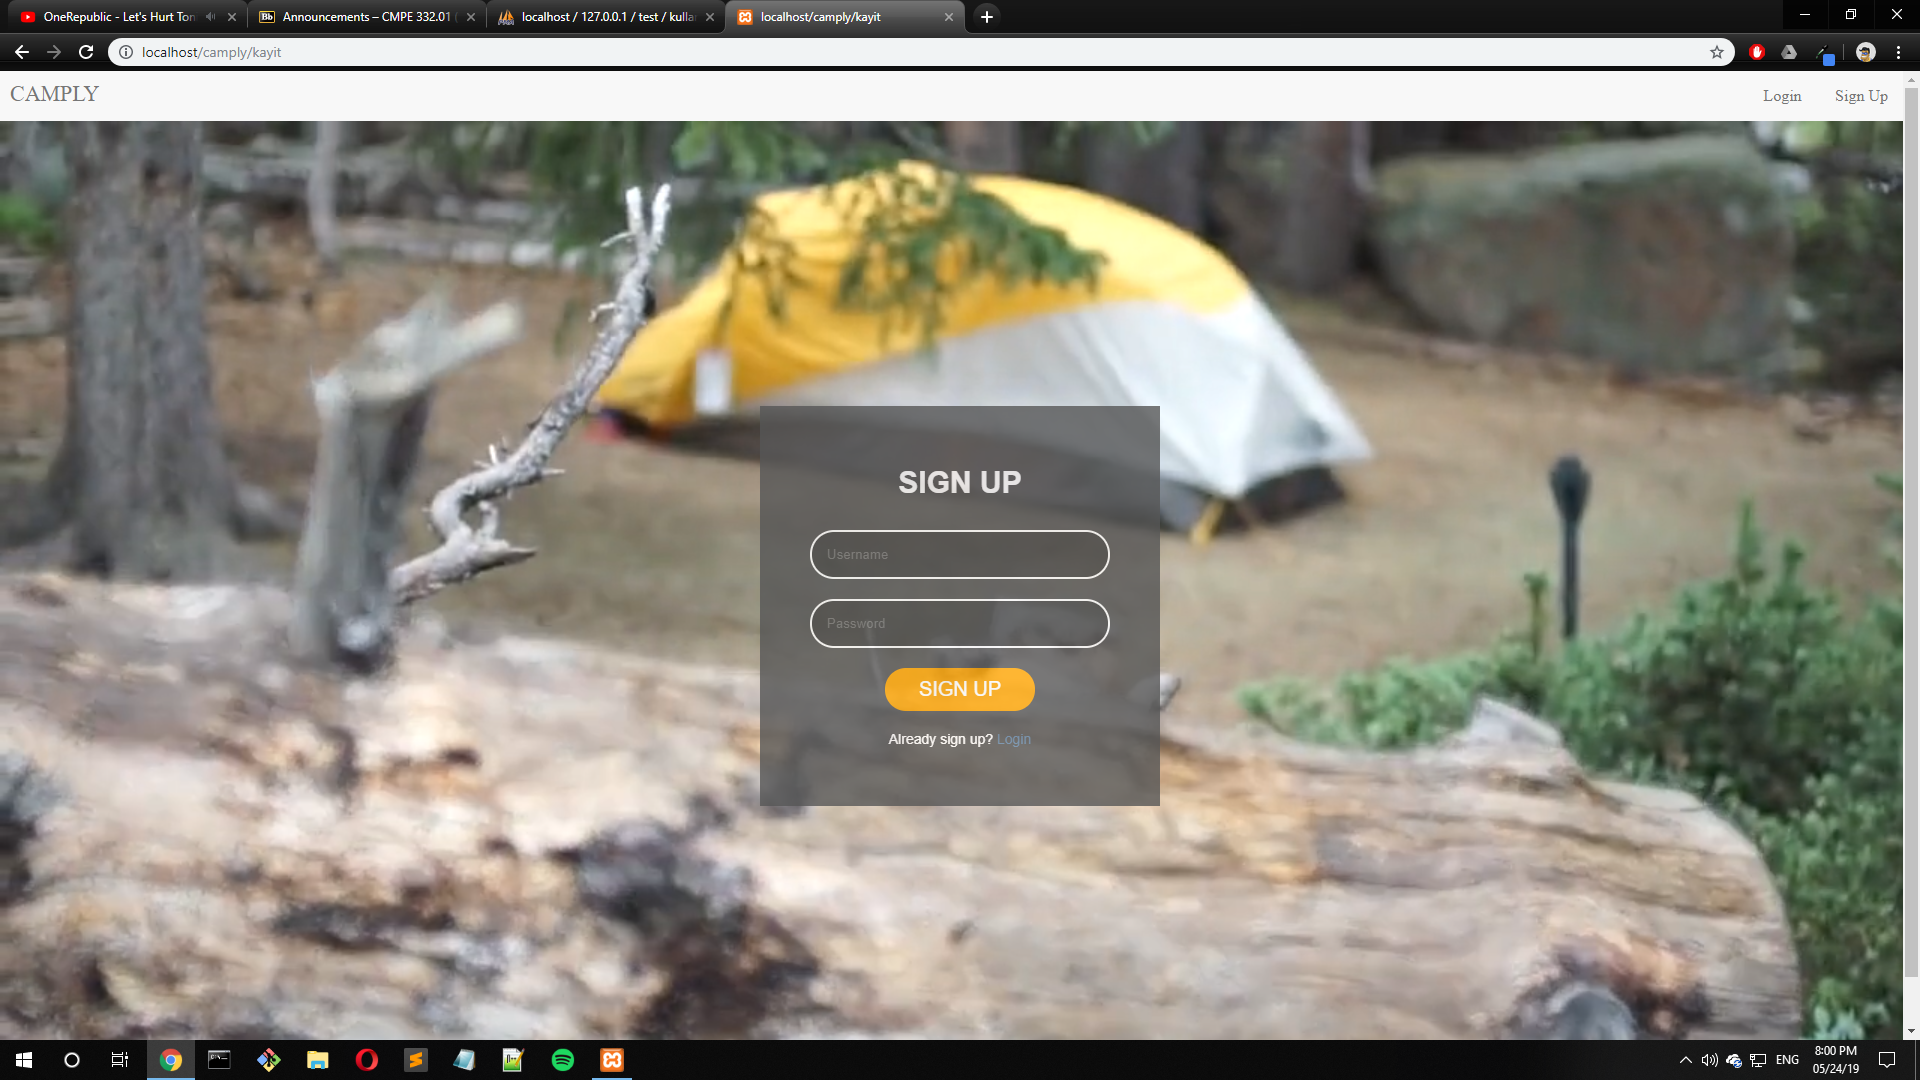 OneRepublic - Let's Hurt Ton
Bb Announcements – CMPE 332.01 (
localhost / 127.0.0.1 / test / kulla
localhost/camply/kayit
localhost/camply/kayit
CAMPLY
Login
Sign Up
SIGN UP
Username
Password
SIGN UP
Already sign up? Login
ENG
8:00 PM
05/24/19